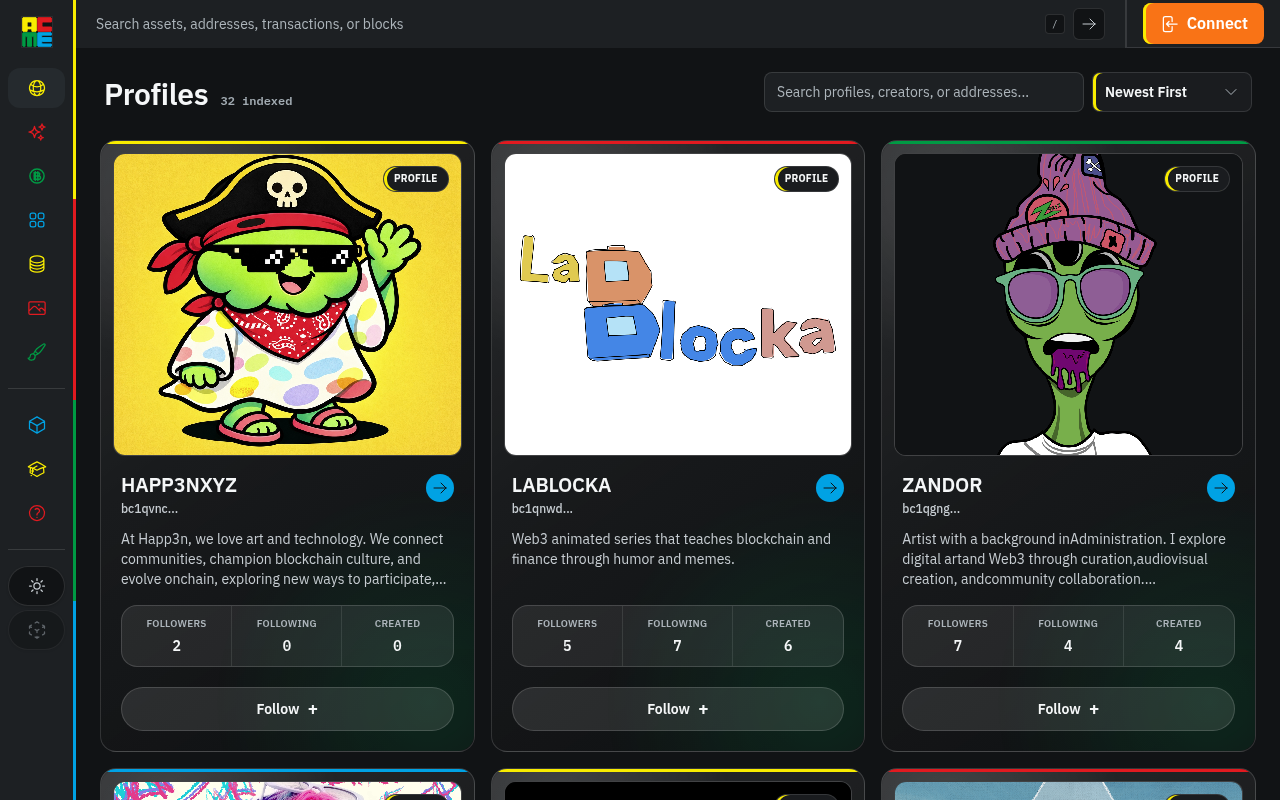 ACME
Search assets, addresses, transactions, or blocks
/
Connect
Profiles
32 indexed
Search profiles, creators, or addresses...
Newest First
PROFILE
PROFILE
PROFILE
La Blocka
HAPP3NXYZ
bc1qvnc...
At Happ3n, we love art and technology. We connect
communities, champion blockchain culture, and
evolve onchain, exploring new ways to participate,...
FOLLOWERS
2
FOLLOWING
0
CREATED
0
Follow +
LABLOCKA
bc1qnwd...
Web3 animated series that teaches blockchain and
finance through humor and memes.
FOLLOWERS
5
FOLLOWING
7
CREATED
6
Follow +
ZANDOR
bc1qgng...
Artist with a background inAdministration. I explore
digital artand Web3 through curation,audiovisual
creation, andcommunity collaboration....
FOLLOWERS
7
FOLLOWING
4
CREATED
4
Follow +